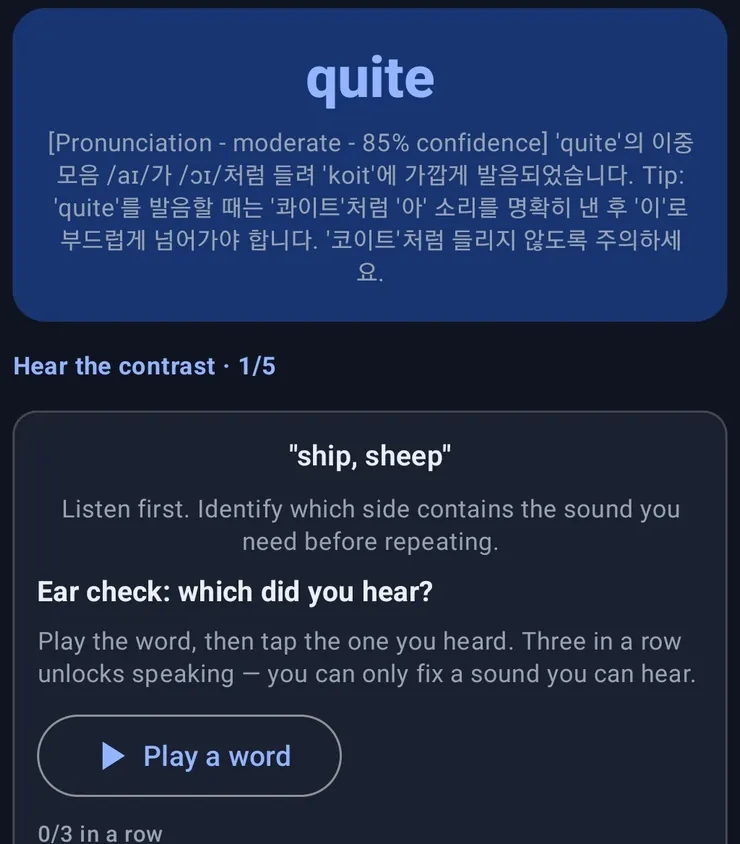 quite
[Pronunciation - moderate - 85% confidence] 'quite'의 이중
모음 /aɪ/가 /ɔɪ/처럼 들려 'koit'에 가깝게 발음되었습니다. Tip:
'quite'를 발음할 때는 '콰이트'처럼 '아' 소리를 명확히 낸 후 '이'로
부드럽게 넘어가야 합니다. '코이트'처럼 들리지 않도록 주의하세
요.
Hear the contrast · 1/5
"ship, sheep"
Listen first. Identify which side contains the sound you
need before repeating.
Ear check: which did you hear?
Play the word, then tap the one you heard. Three in a row
unlocks speaking — you can only fix a sound you can hear.
Play a word
0/3 in a row